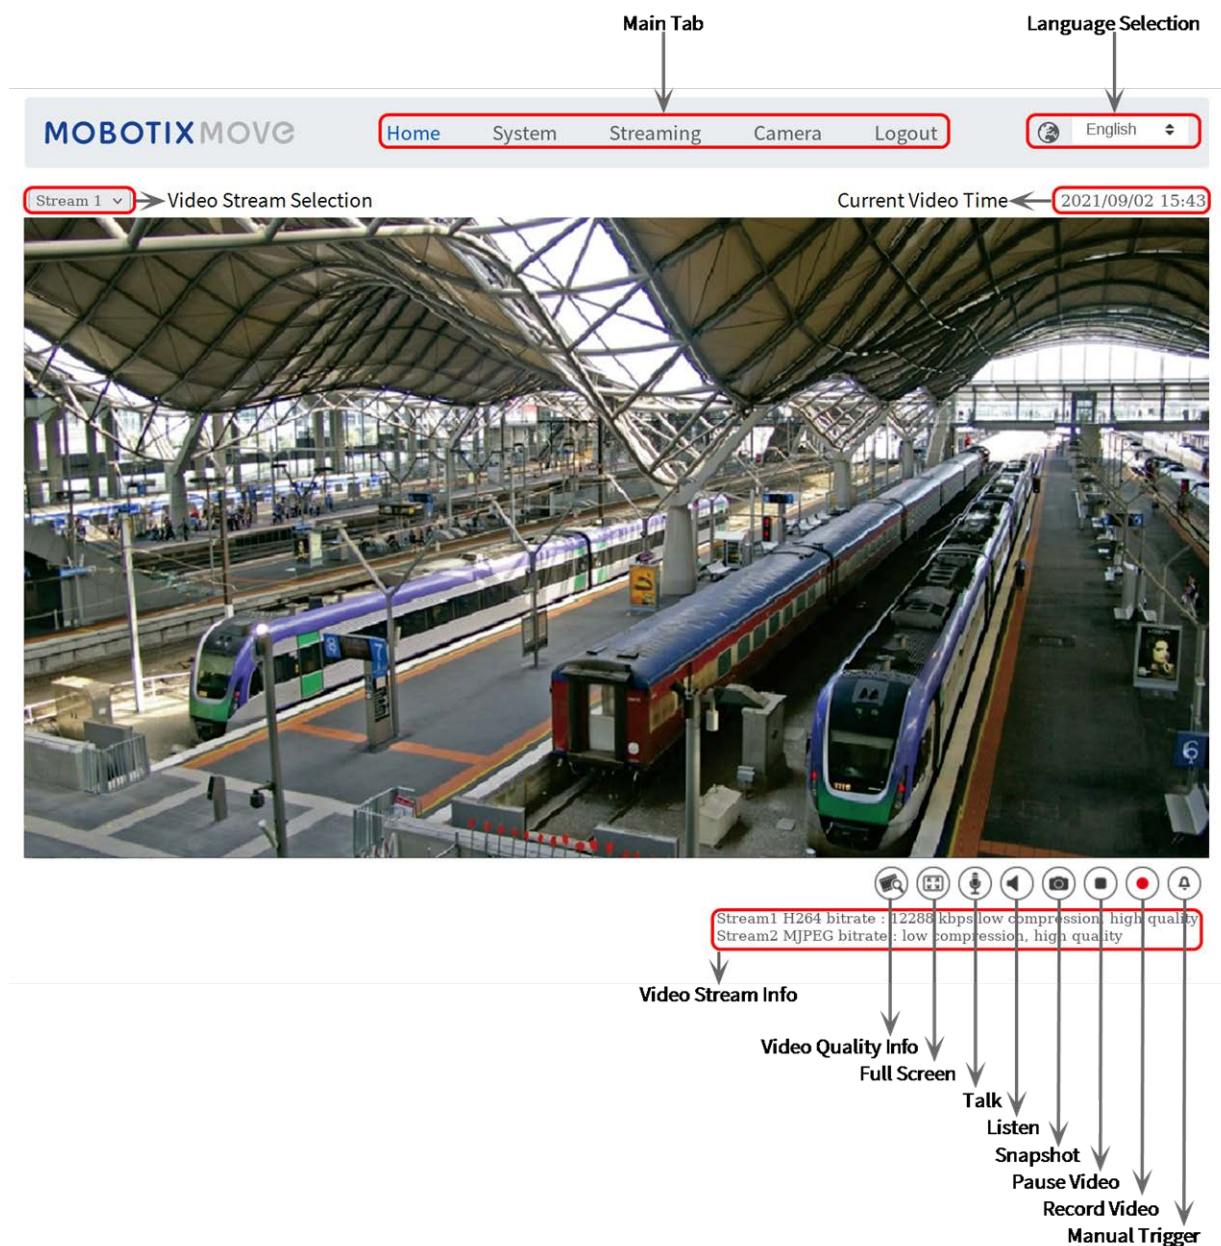 Main Tab
Language Selection
MOBOTIX MOVE
Home System Streaming Camera Logout
English
Stream 1
Video Stream Selection
Current Video Time
2021/09/02 15:43
8
7
6
Stream1 H264 bitrate : 12288 kbps low compression, high quality
Stream2 MJPEG bitrate : low compression, high quality
Video Stream Info
Video Quality Info
Full Screen
Talk
Listen
Snapshot
Pause Video
Record Video
Manual Trigger